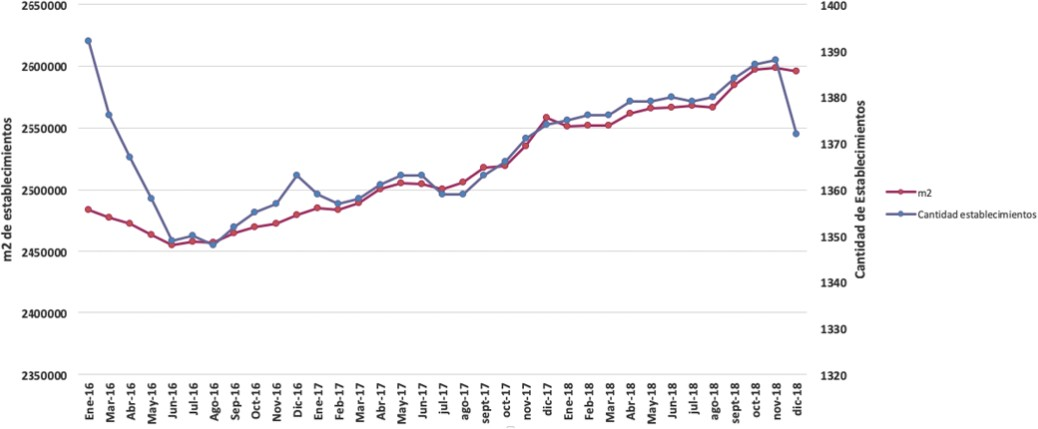 2650000
2600000
2550000
2500000
2450000
2400000
2350000
m2 de establecimientos
1400
1390
1380
1370
1360
1350
1340
1330
1320
Cantidad de Establecimientos
Ene-16
Mar-16
Abr-16
May-16
Jun-16
Jul-16
Ago-16
Sep-16
Oct-16
Nov-16
Dic-16
Ene-17
Feb-17
Mar-17
Abr-17
May-17
Jun-17
jul-17
ago-17
sept-17
oct-17
nov-17
dic-17
Ene-18
Feb-18
Mar-18
Abr-18
May-18
Jun-18
Jul-18
ago-18
sept-18
oct-18
nov-18
dic-18
m2
Cantidad establecimientos